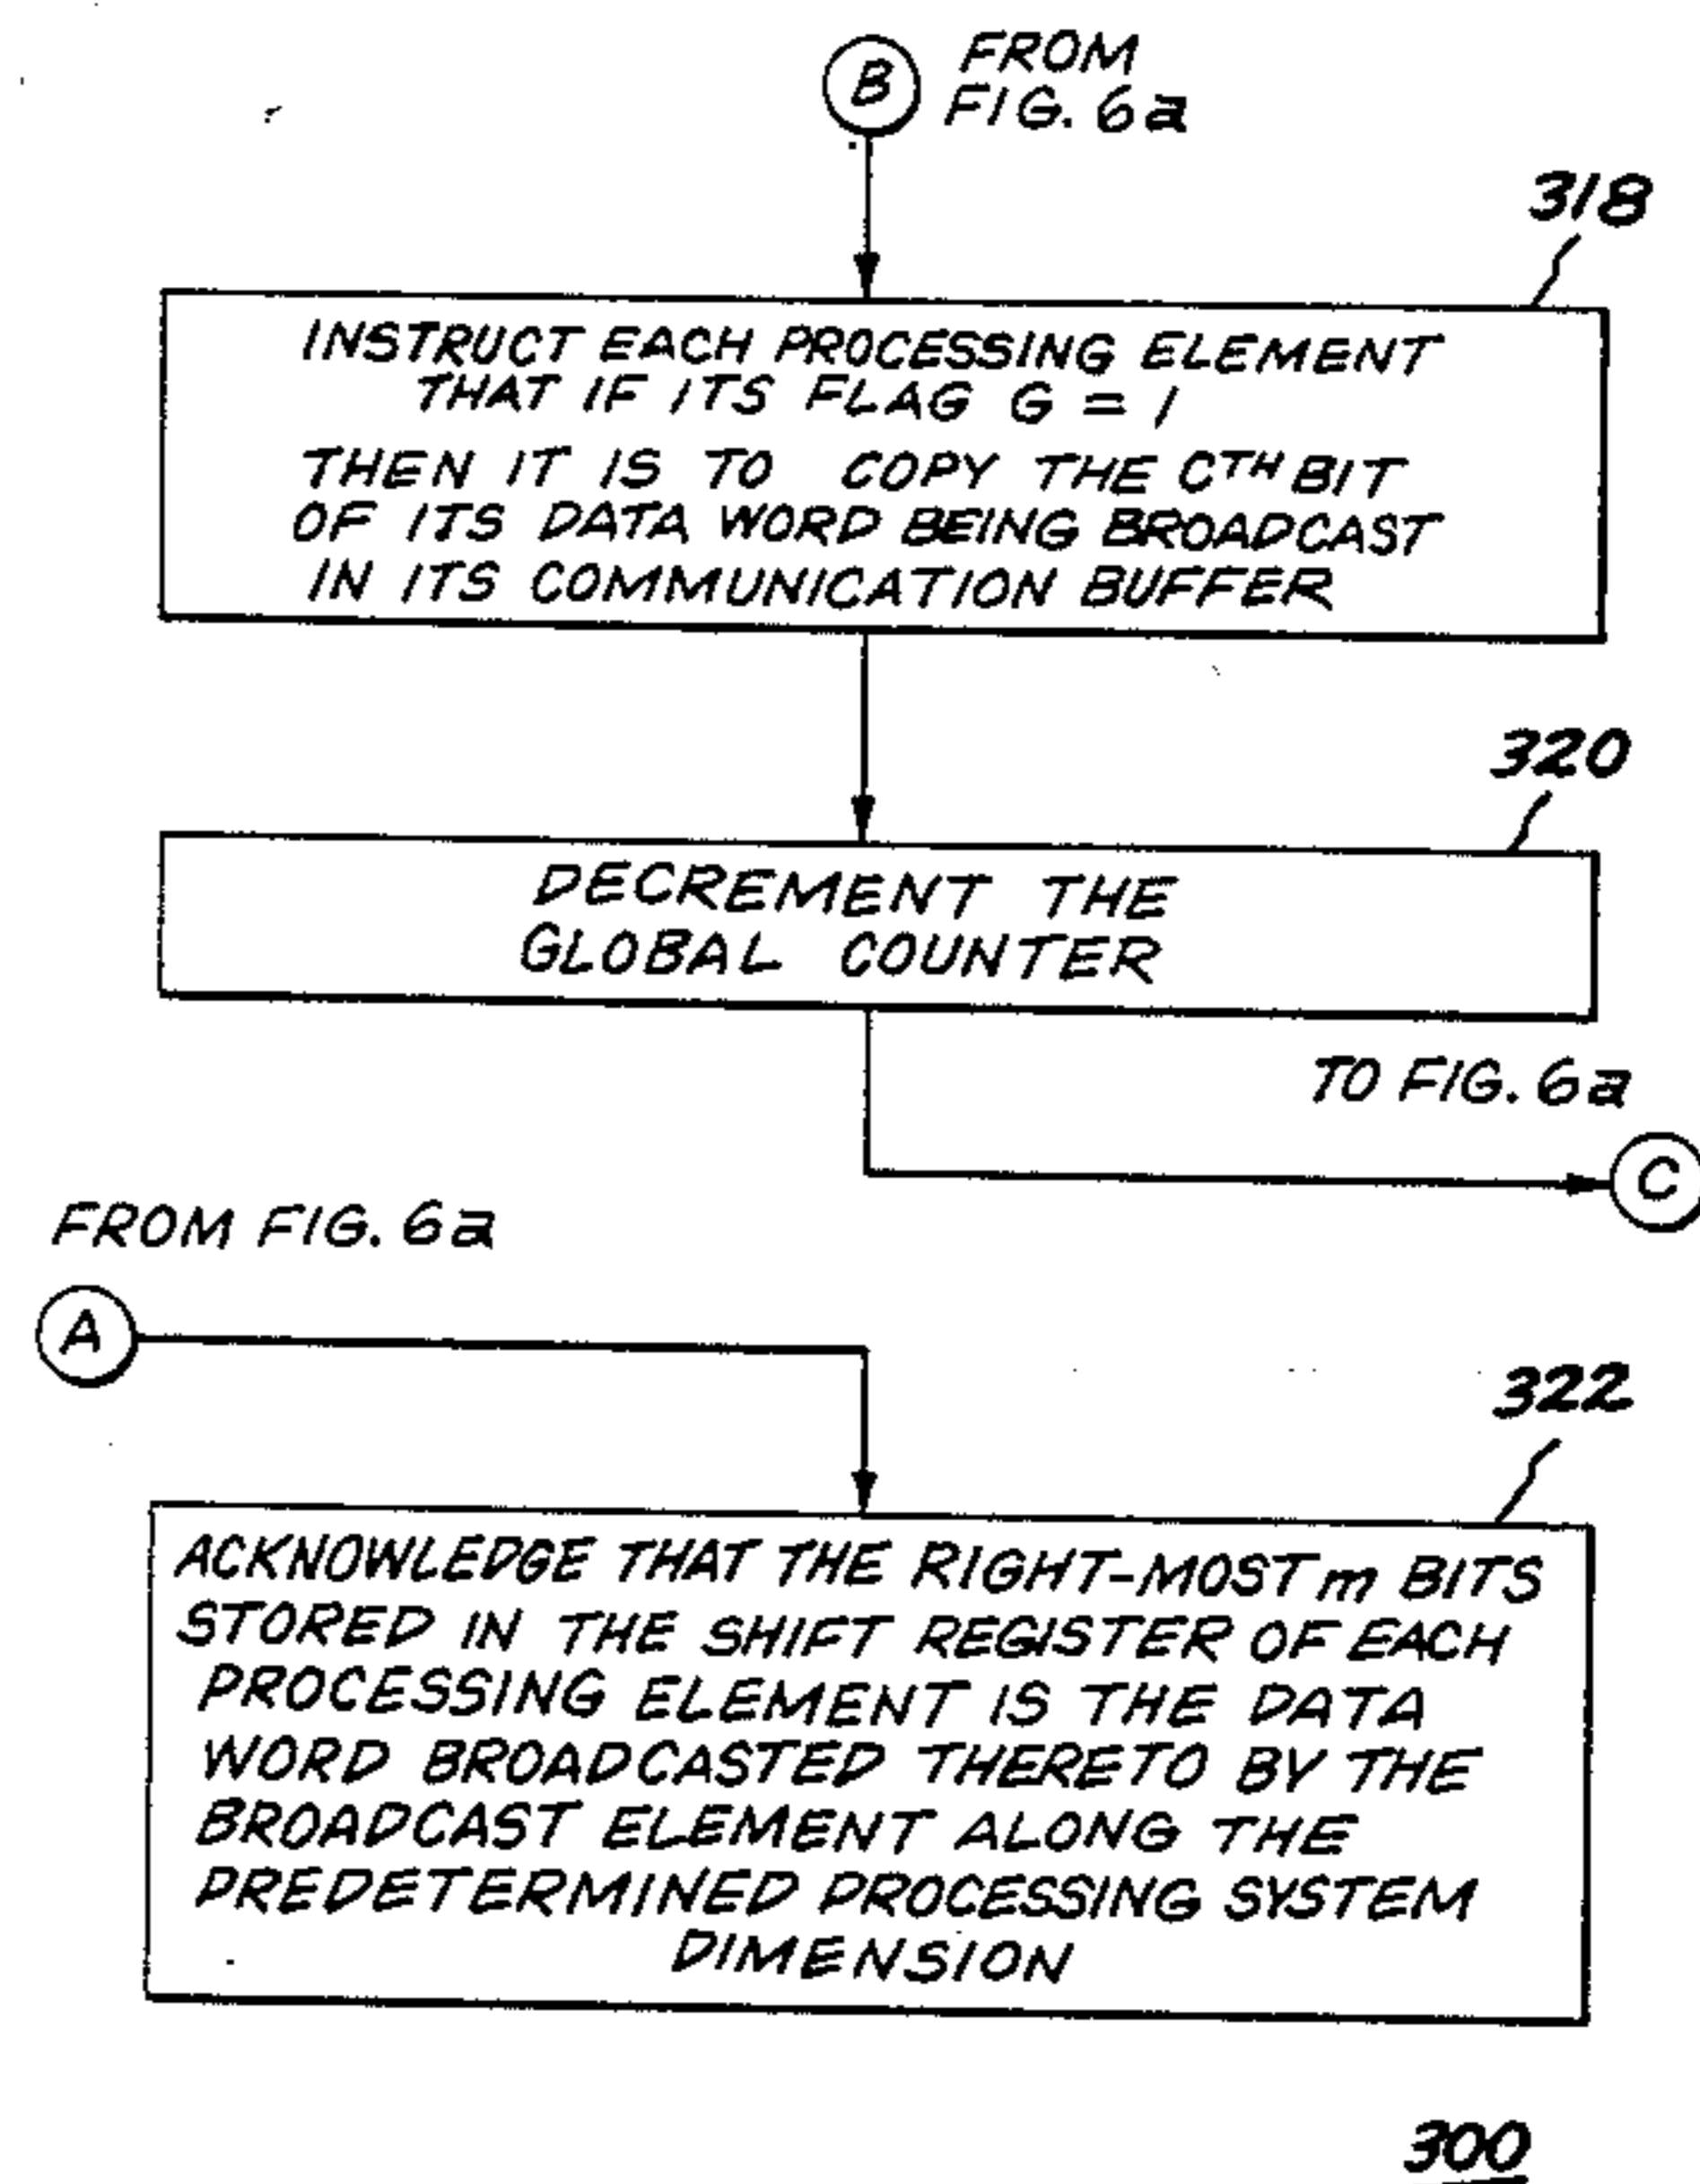 B
FROM
FIG. 6a
318
INSTRUCT EACH PROCESSING ELEMENT
THAT IF ITS FLAG G = 1
THEN IT IS TO COPY THE CTH BIT
OF ITS DATA WORD BEING BROADCAST
IN ITS COMMUNICATION BUFFER
320
DECREMENT THE
GLOBAL COUNTER
TO FIG. 6a
C
FROM FIG. 6a
A
322
ACKNOWLEDGE THAT THE RIGHT-MOST m BITS
STORED IN THE SHIFT REGISTER OF EACH
PROCESSING ELEMENT IS THE DATA
WORD BROADCASTED THERETO BY THE
BROADCAST ELEMENT ALONG THE
PREDETERMINED PROCESSING SYSTEM
DIMENSION
300